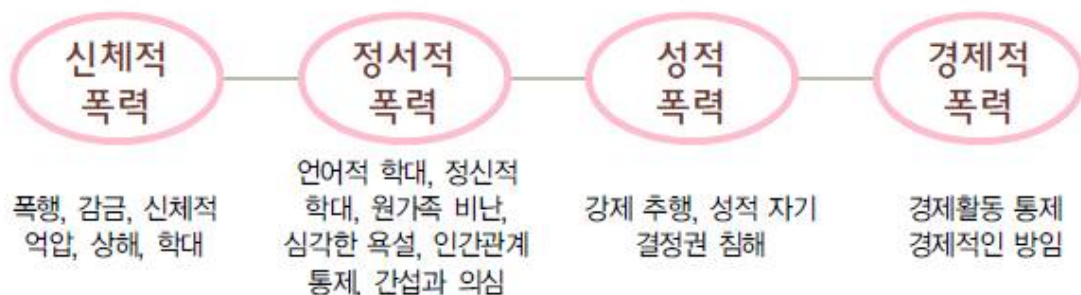 신체적
폭력
정서적
폭력
성적
폭력
경제적
폭력
폭행, 감금, 신체적
억압, 상해, 학대
언어적 학대, 정신적
학대, 원가족 비난,
심각한 욕설, 인간관계
통제, 간섭과 의심
강제 추행, 성적 자기
결정권 침해
경제활동 통제
경제적인 방임